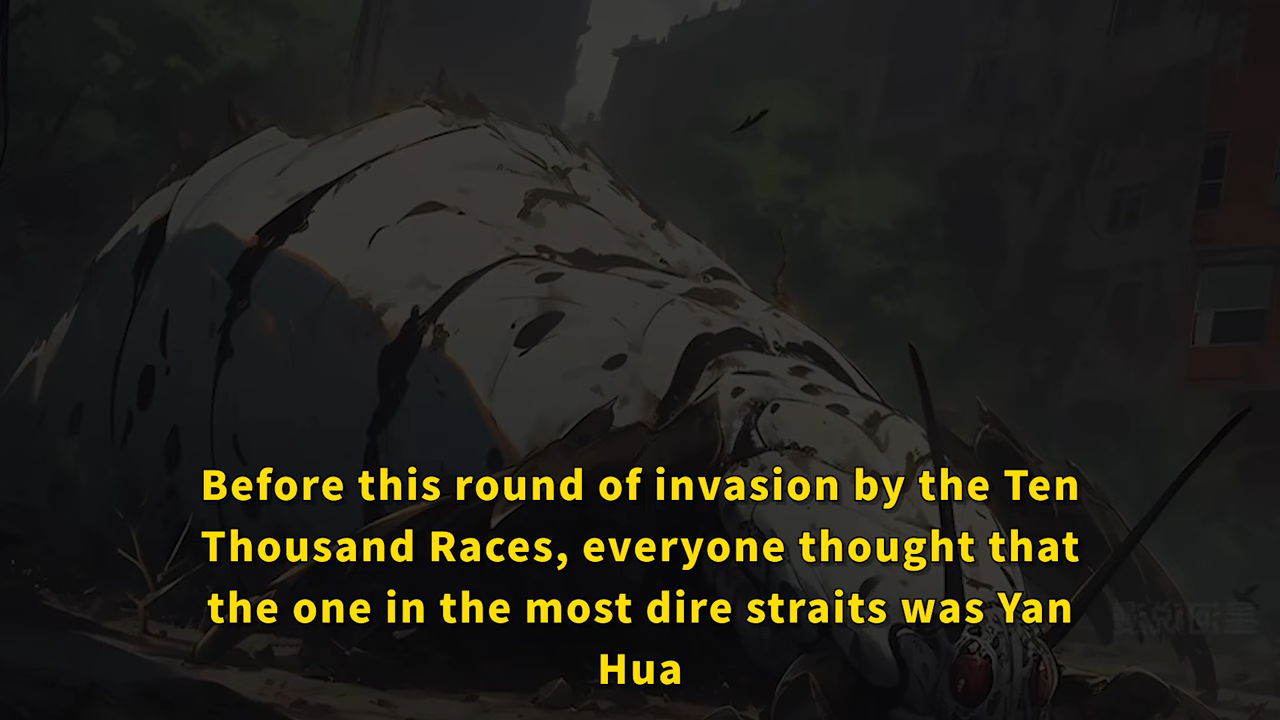 Before this round of invasion by the Ten
Thousand Races, everyone thought that
the one in the most dire straits was Yan
Hua